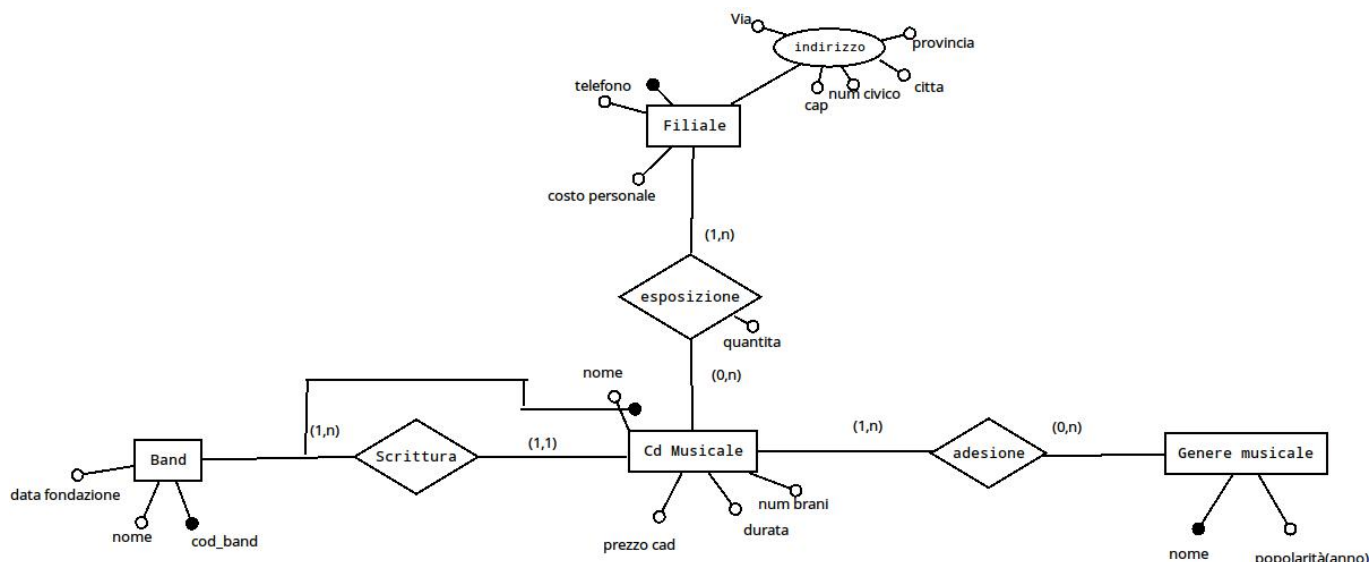 Via
indirizzo
provincia
telefono
citta
num civico
cap
Filiale
costo personale
(1,n)
esposizione
quantita
nome
(0,n)
(1,n)
(1,1)
(1,n)
(0,n)
Band
Scrittura
Cd Musicale
adesione
Genere musicale
data fondazione
num brani
nome
cod_band
prezzo cad
durata
nome
popolarità(anno)